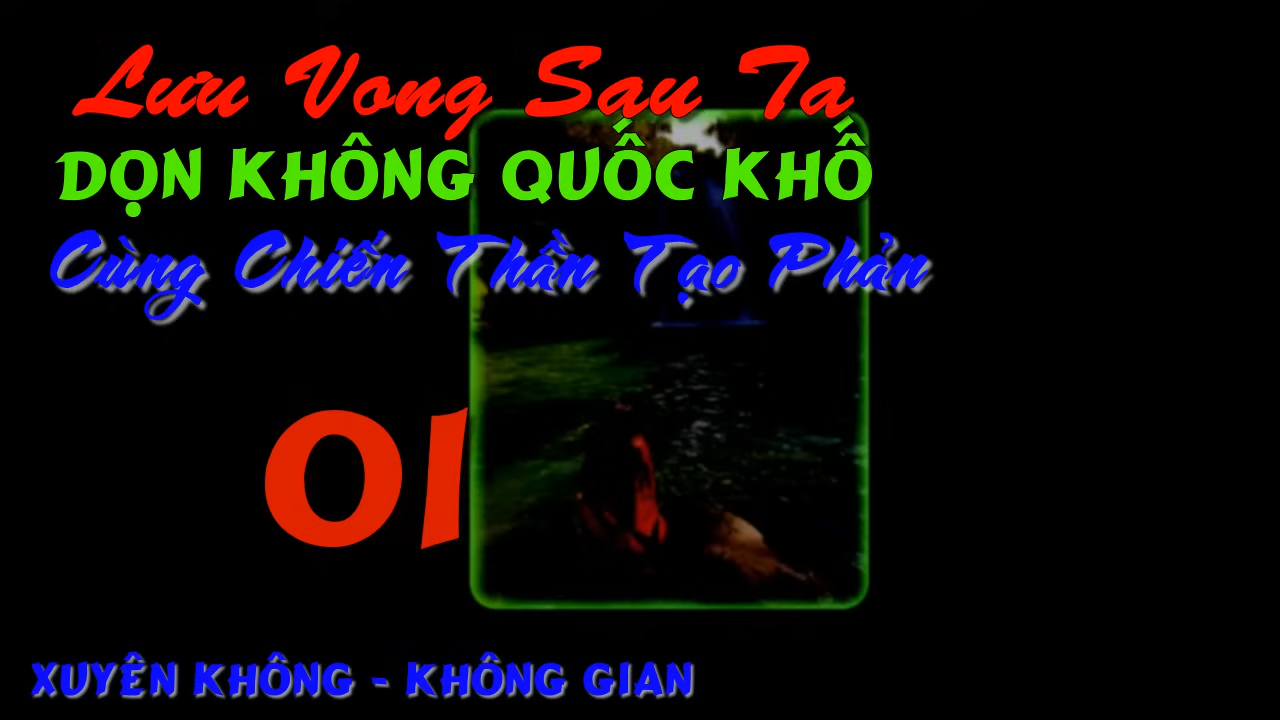 Lưu Vong Sau Ta
DỌN KHÔNG QUỐC KHỐ
Cùng Chiến Thần Tạo Phản
01
XUYÊN KHÔNG - KHÔNG GIAN